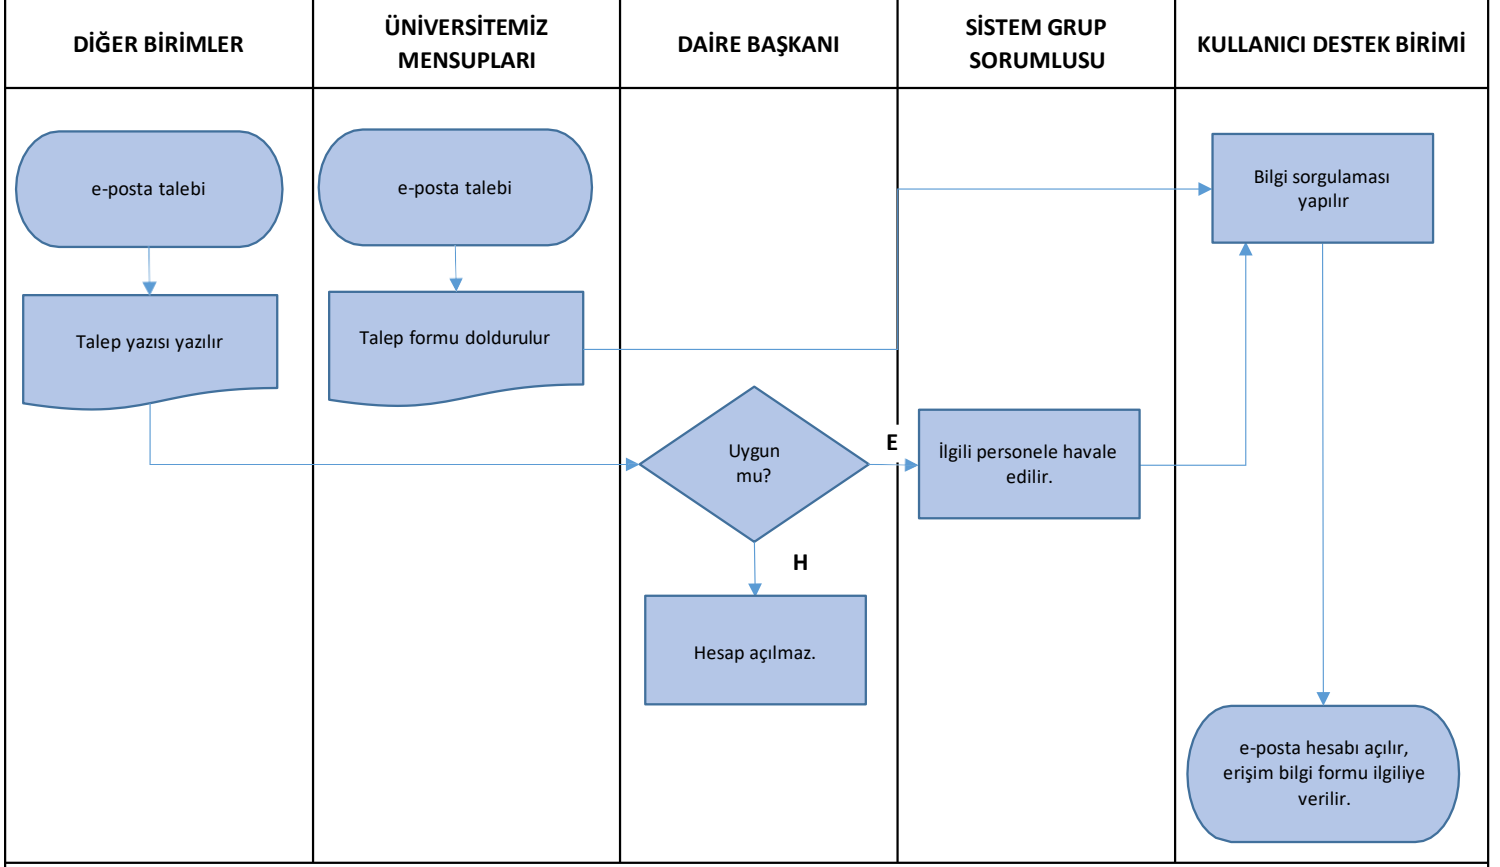 DİĞER BİRİMLER
ÜNİVERSİTEMİZ
MENSUPLARI
DAİRE BAŞKANI
SİSTEM GRUP
SORUMLUSU
KULLANICI DESTEK BİRİMİ
e-posta talebi
e-posta talebi
Bilgi sorgulaması
yapılır
Talep yazısı yazılır
Talep formu doldurulur
Uygun
mu?
E
İlgili personele havale
edilir.
H
Hesap açılmaz.
e-posta hesabı açılır,
erişim bilgi formu ilgiliye
verilir.